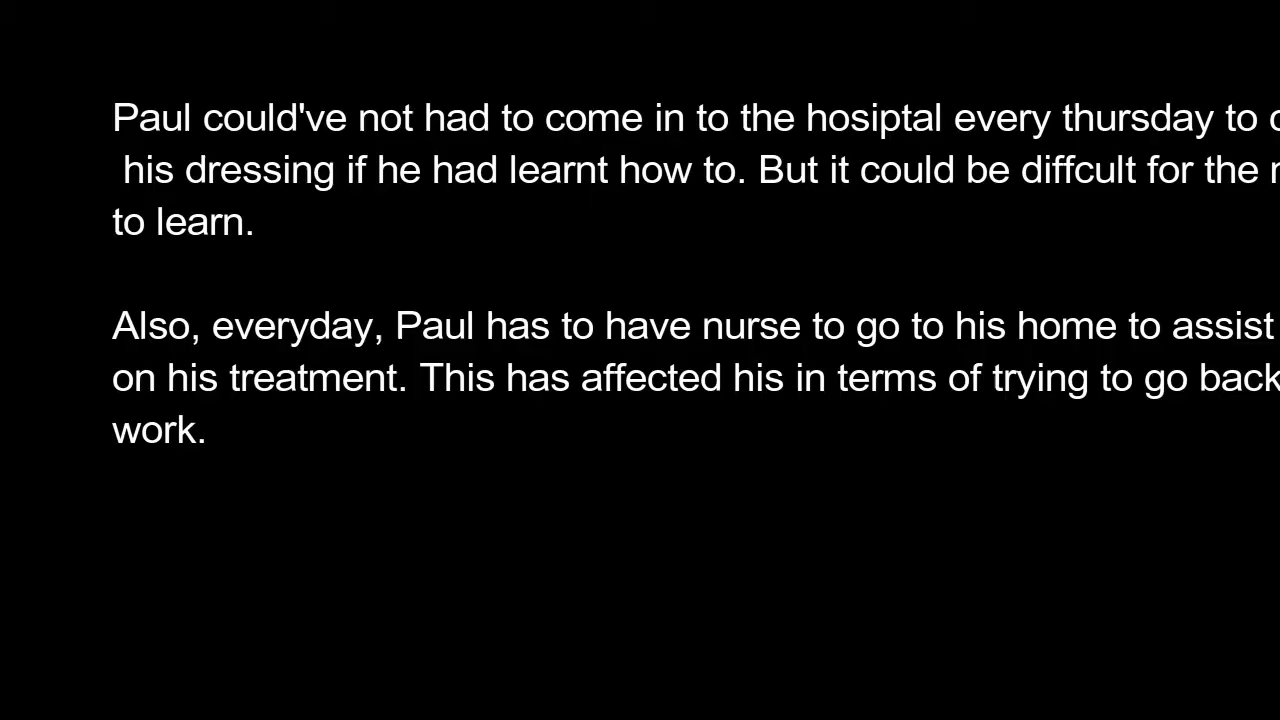 Paul could've not had to come in to the hosiptal every thursday to
his dressing if he had learnt how to. But it could be diffcult for the
to learn.
Also, everyday, Paul has to have nurse to go to his home to assist
on his treatment. This has affected his in terms of trying to go back
work.